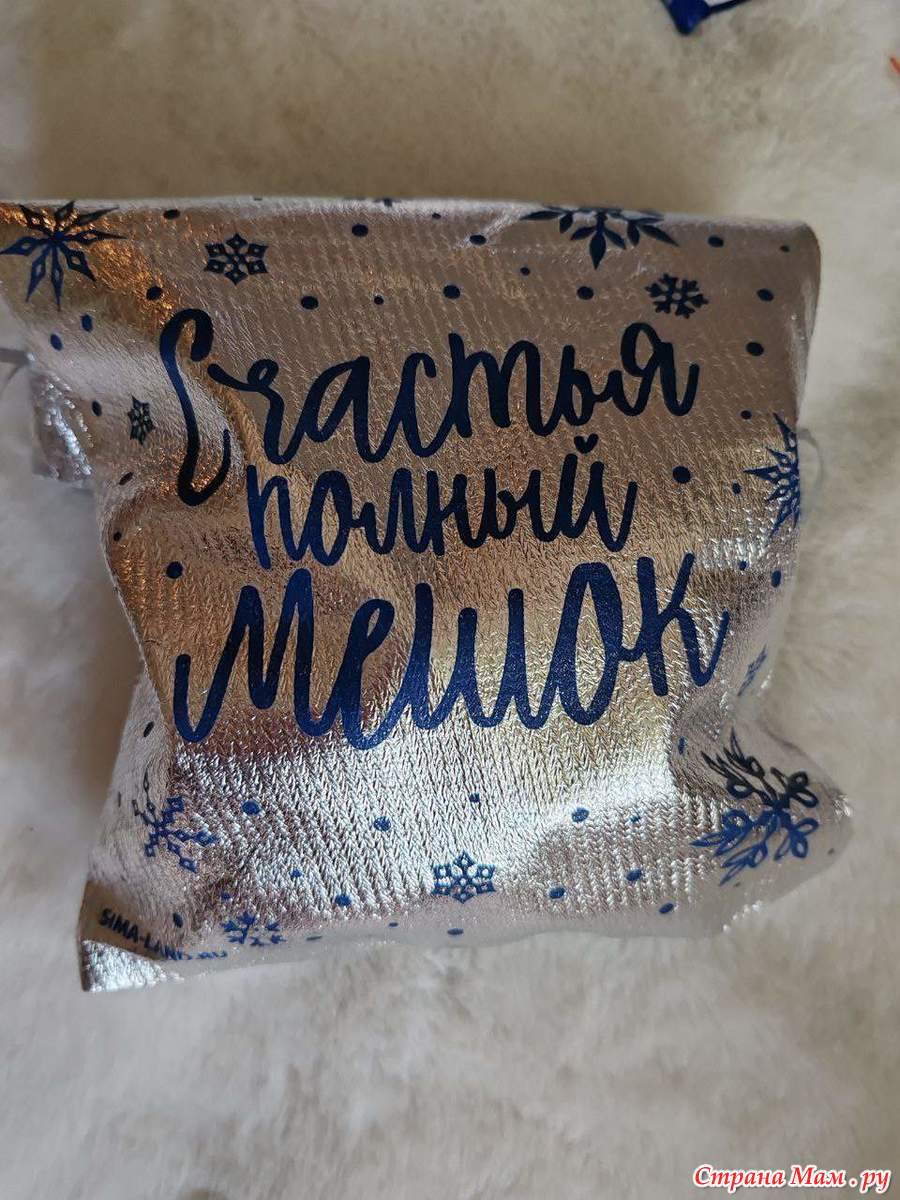 Счастья
полный
мешок
SIMA-LAND.RU
Страна Мам.ру